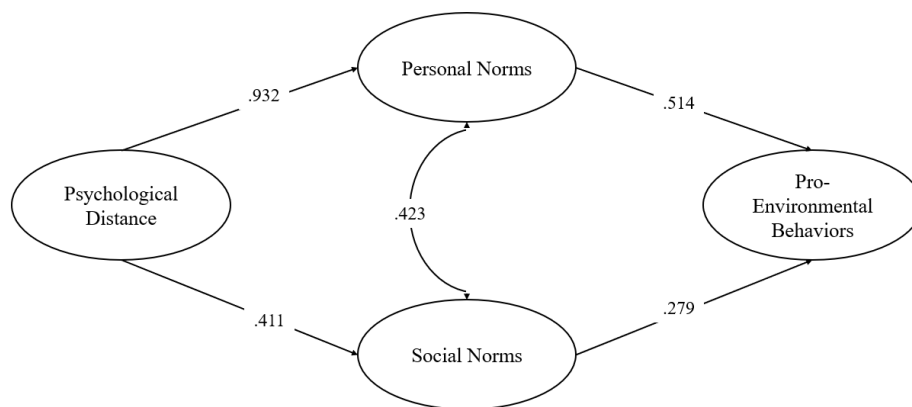 Personal Norms
.932
.514
Psychological
Distance
.423
Pro-
Environmental
Behaviors
.411
.279
Social Norms